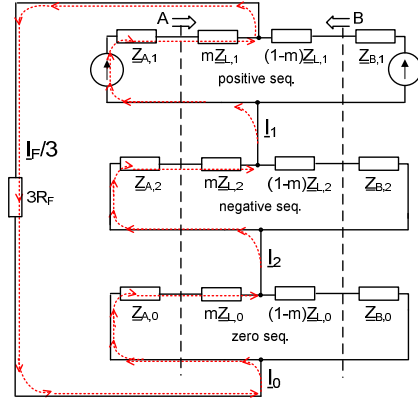 A B
Z_A,1 mZ_L,1 (1-m)Z_L,1 Z_B,1
positive seq.
I_F/3
I_1
3R_F
Z_A,2 mZ_L,2 (1-m)Z_L,2 Z_B,2
negative seq.
I_2
Z_A,0 mZ_L,0 (1-m)Z_L,0 Z_B,0
zero seq.
I_0